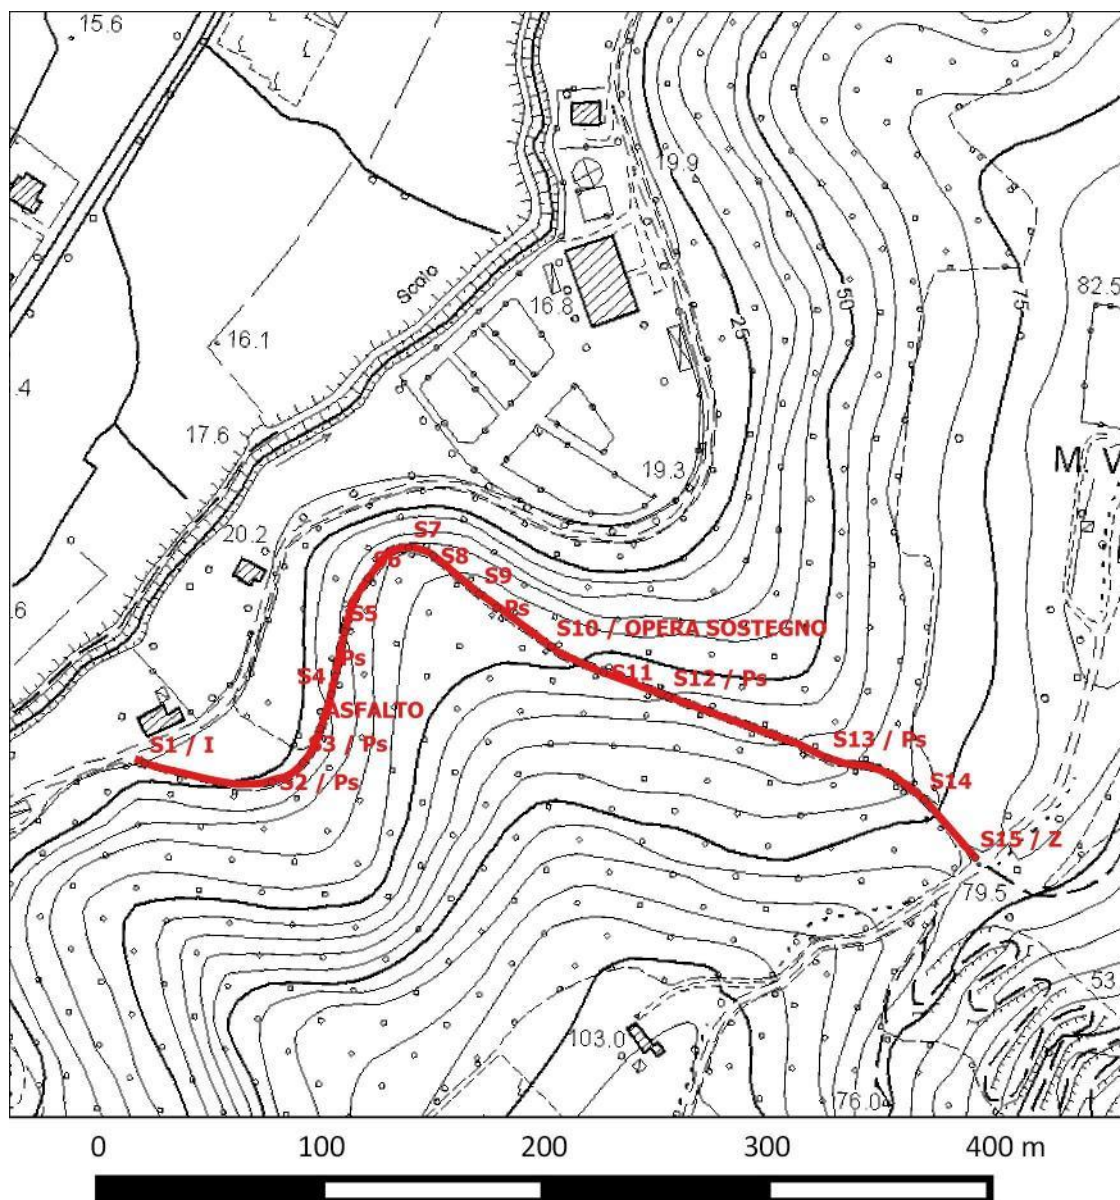 15.6
19.9
82.5
75
50
Scolo
16.8
25
16.1
.4
17.6
M. V
19.3
S7
20.2
S8
S9
6
Ps
S5
S10 / OPERA SOSTEGNO
Ps
S11
S12 / Ps
S4
ASFALTO
S1 / I
S3 / Ps
S13 / Ps
S2 / Ps
S14
S15 / Z
79.5
53
103.0
76.0
0 100 200 300 400 m